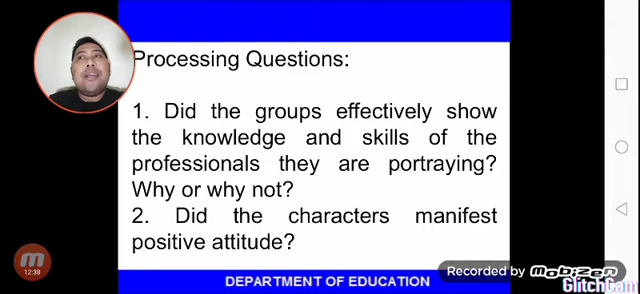 Processing Questions:
1. Did the groups effectively show
the knowledge and skills of the
professionals they are portraying?
Why or why not?
2. Did the characters manifest
positive attitude?
12:38
DEPARTMENT OF EDUCATION
Recorded by mobizen
GlitchCam